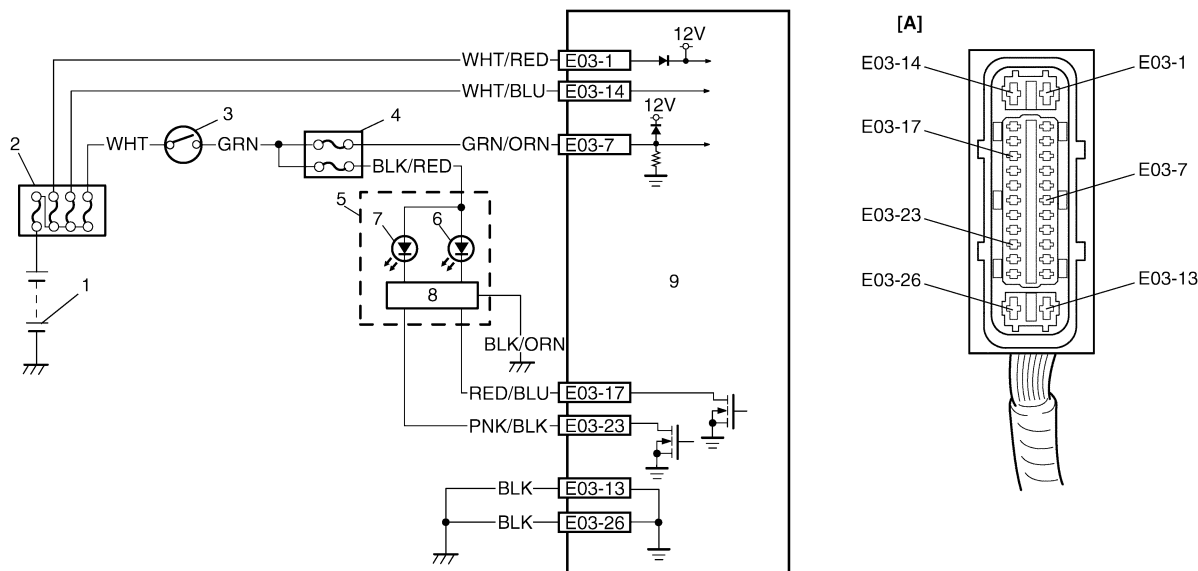 12V
[A]
WHT/RED E03-1
E03-14
E03-1
WHT/BLU E03-14
12V
3
4
2
WHT
GRN
GRN/ORN E03-7
E03-17
BLK/RED
E03-7
5
7
6
E03-23
1
8
9
E03-26
E03-13
BLK/ORN
RED/BLU E03-17
PNK/BLK E03-23
BLK E03-13
BLK E03-26